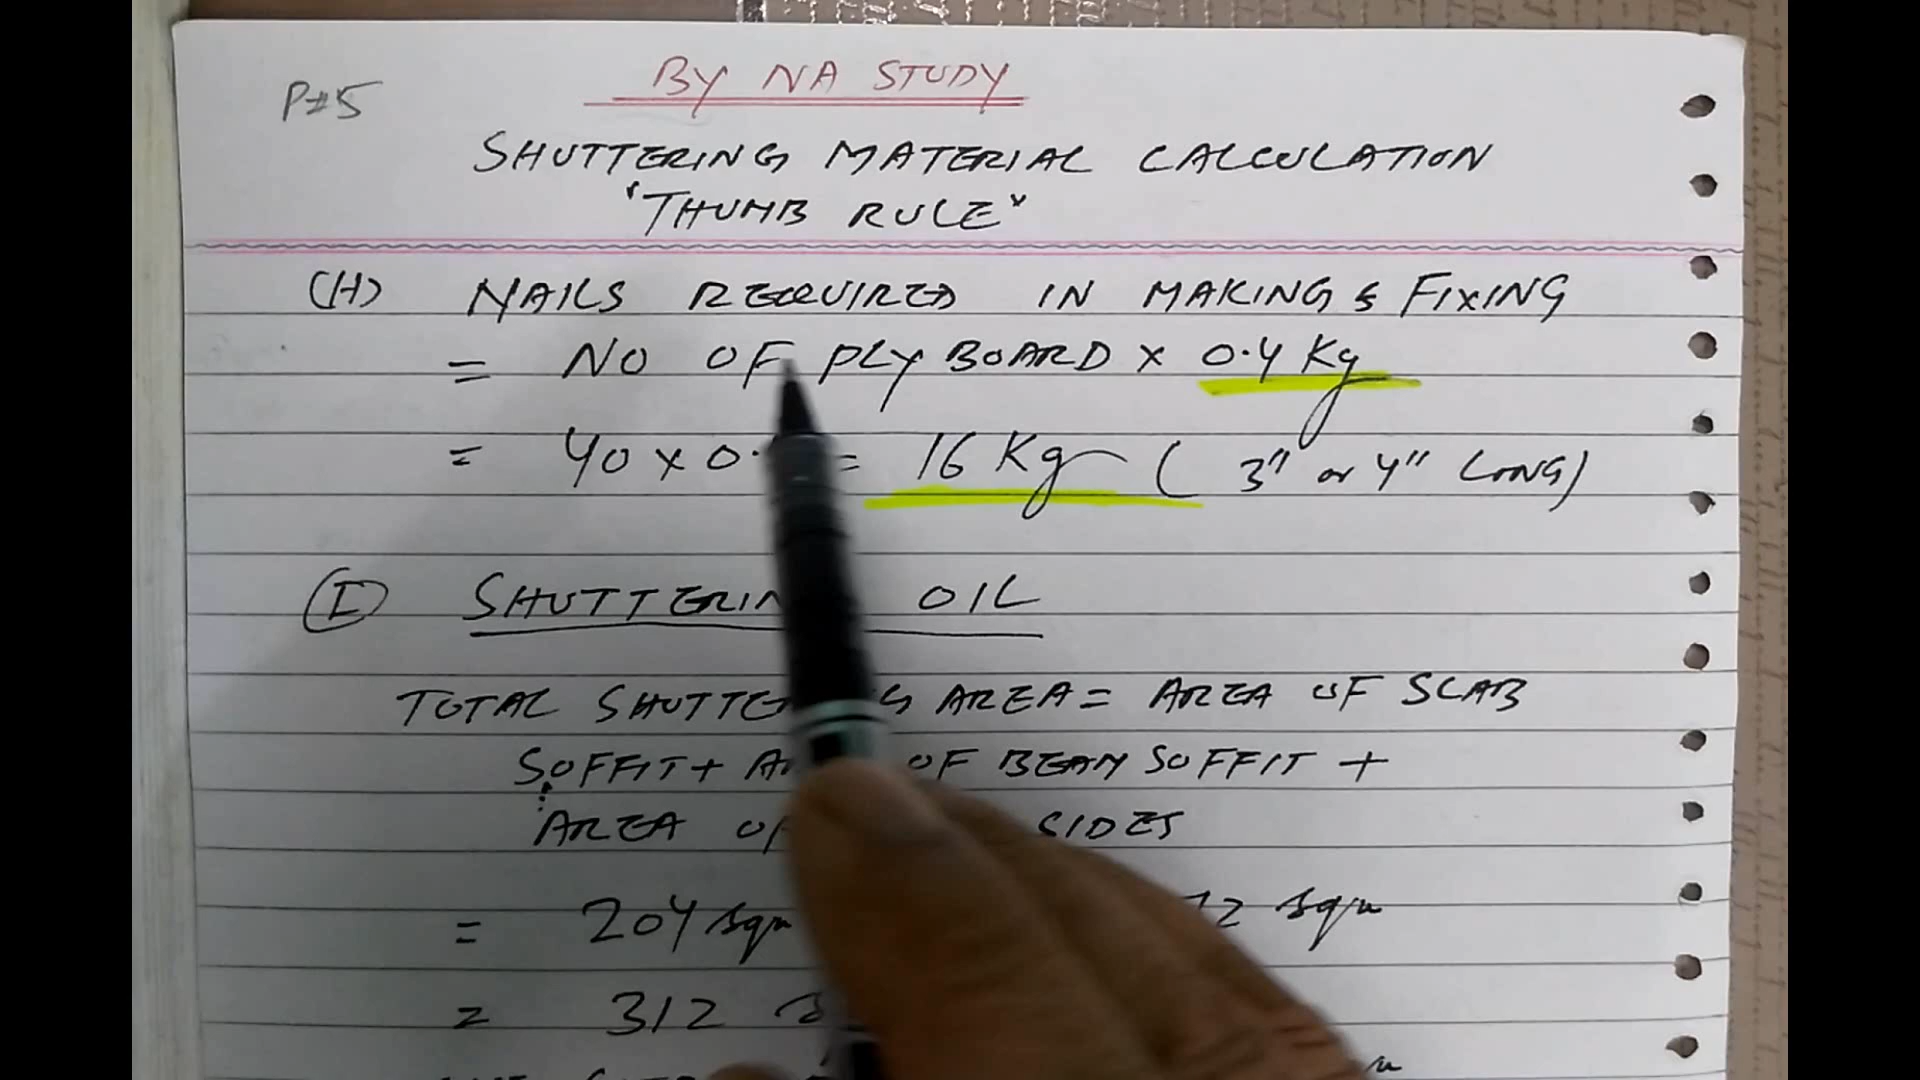 P#5
BY NA STUDY
SHUTTERING MATERIAL CALCULATION
"THUMB RULE"
(H) NAILS REQUIRED IN MAKING & FIXING
= NO OF PLY BOARD × 0.4 Kg
= 40 × 0. = 16 Kg ( 3" or 4" LONG)
(I) SHUTTERIN OIL
TOTAL SHUTTE G AREA = AREA OF SLAB
SOFFIT + OF BEAM SOFFIT +
AREA SIDES
= 204 sqm 72 sqm
= 312